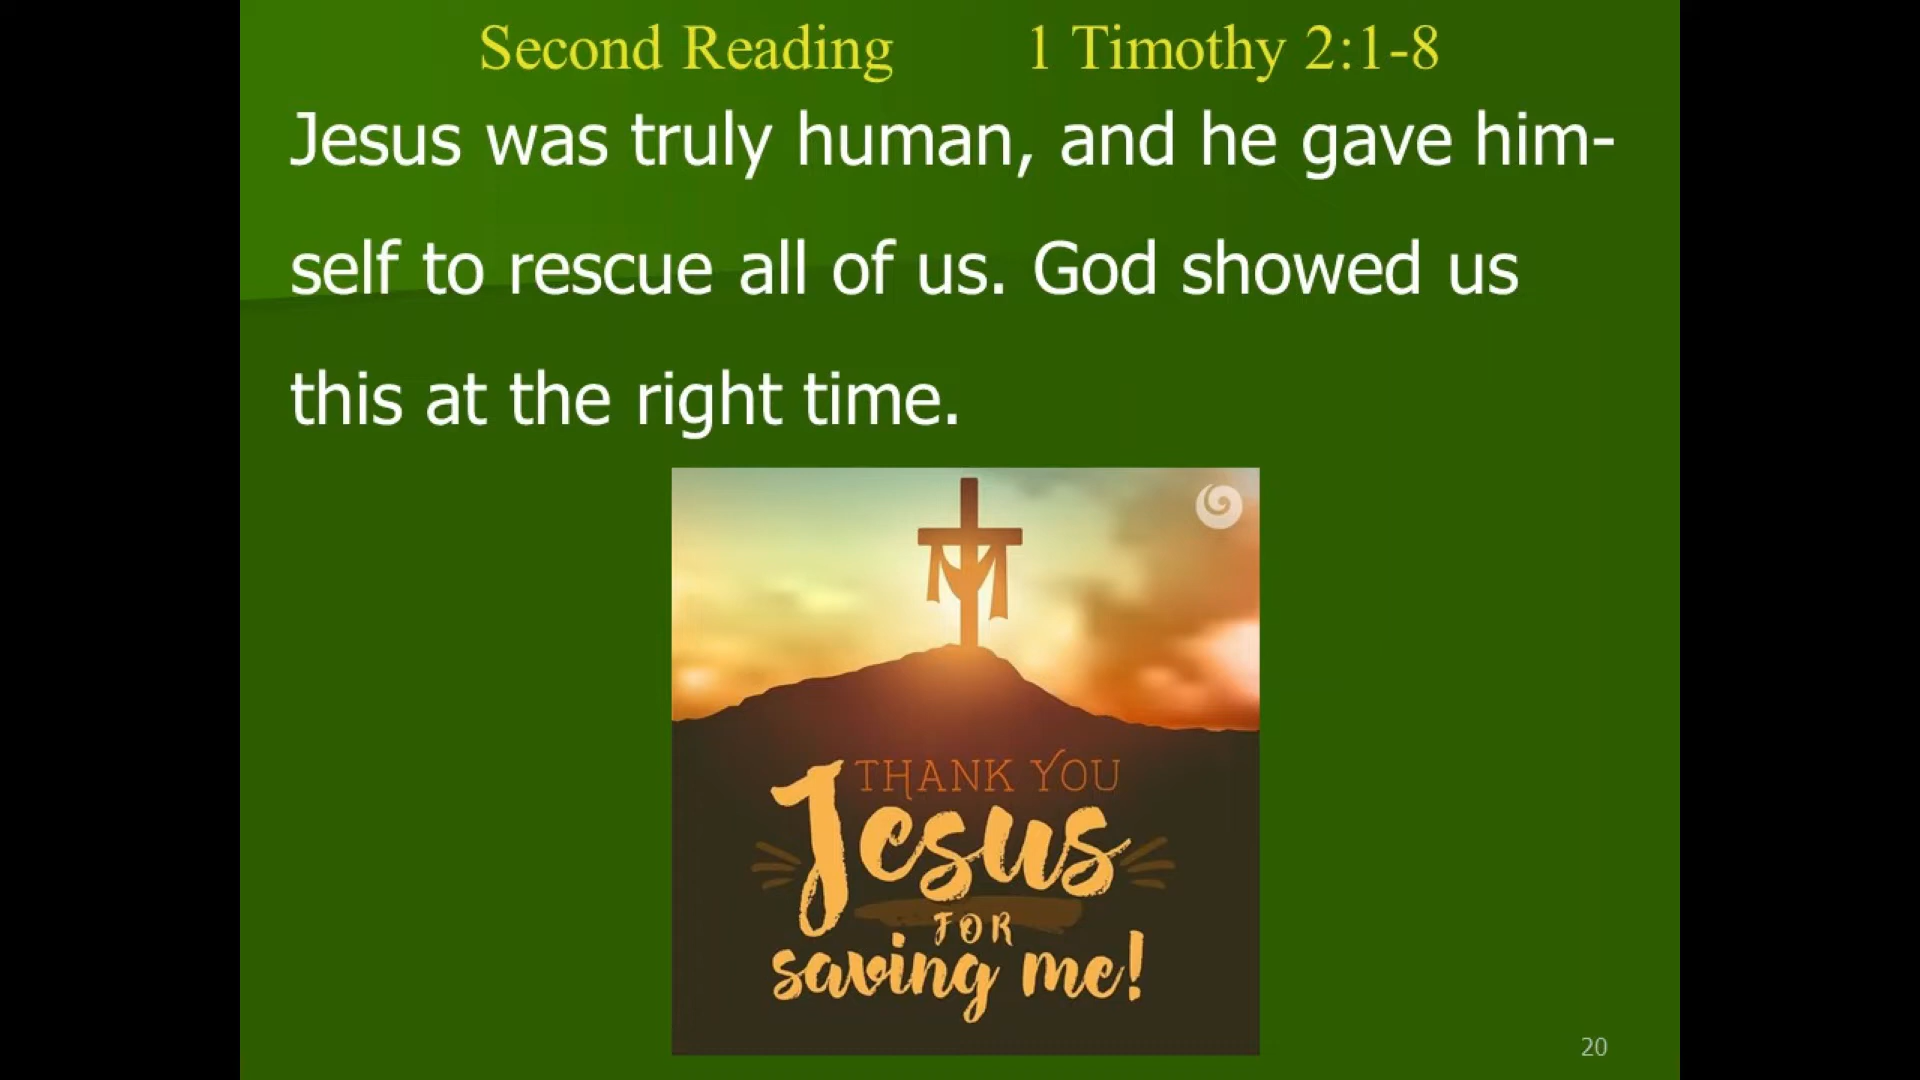 Second Reading 1 Timothy 2:1-8
Jesus was truly human, and he gave him-
self to rescue all of us. God showed us
this at the right time.
THANK YOU
Jesus
FOR
saving me!
20